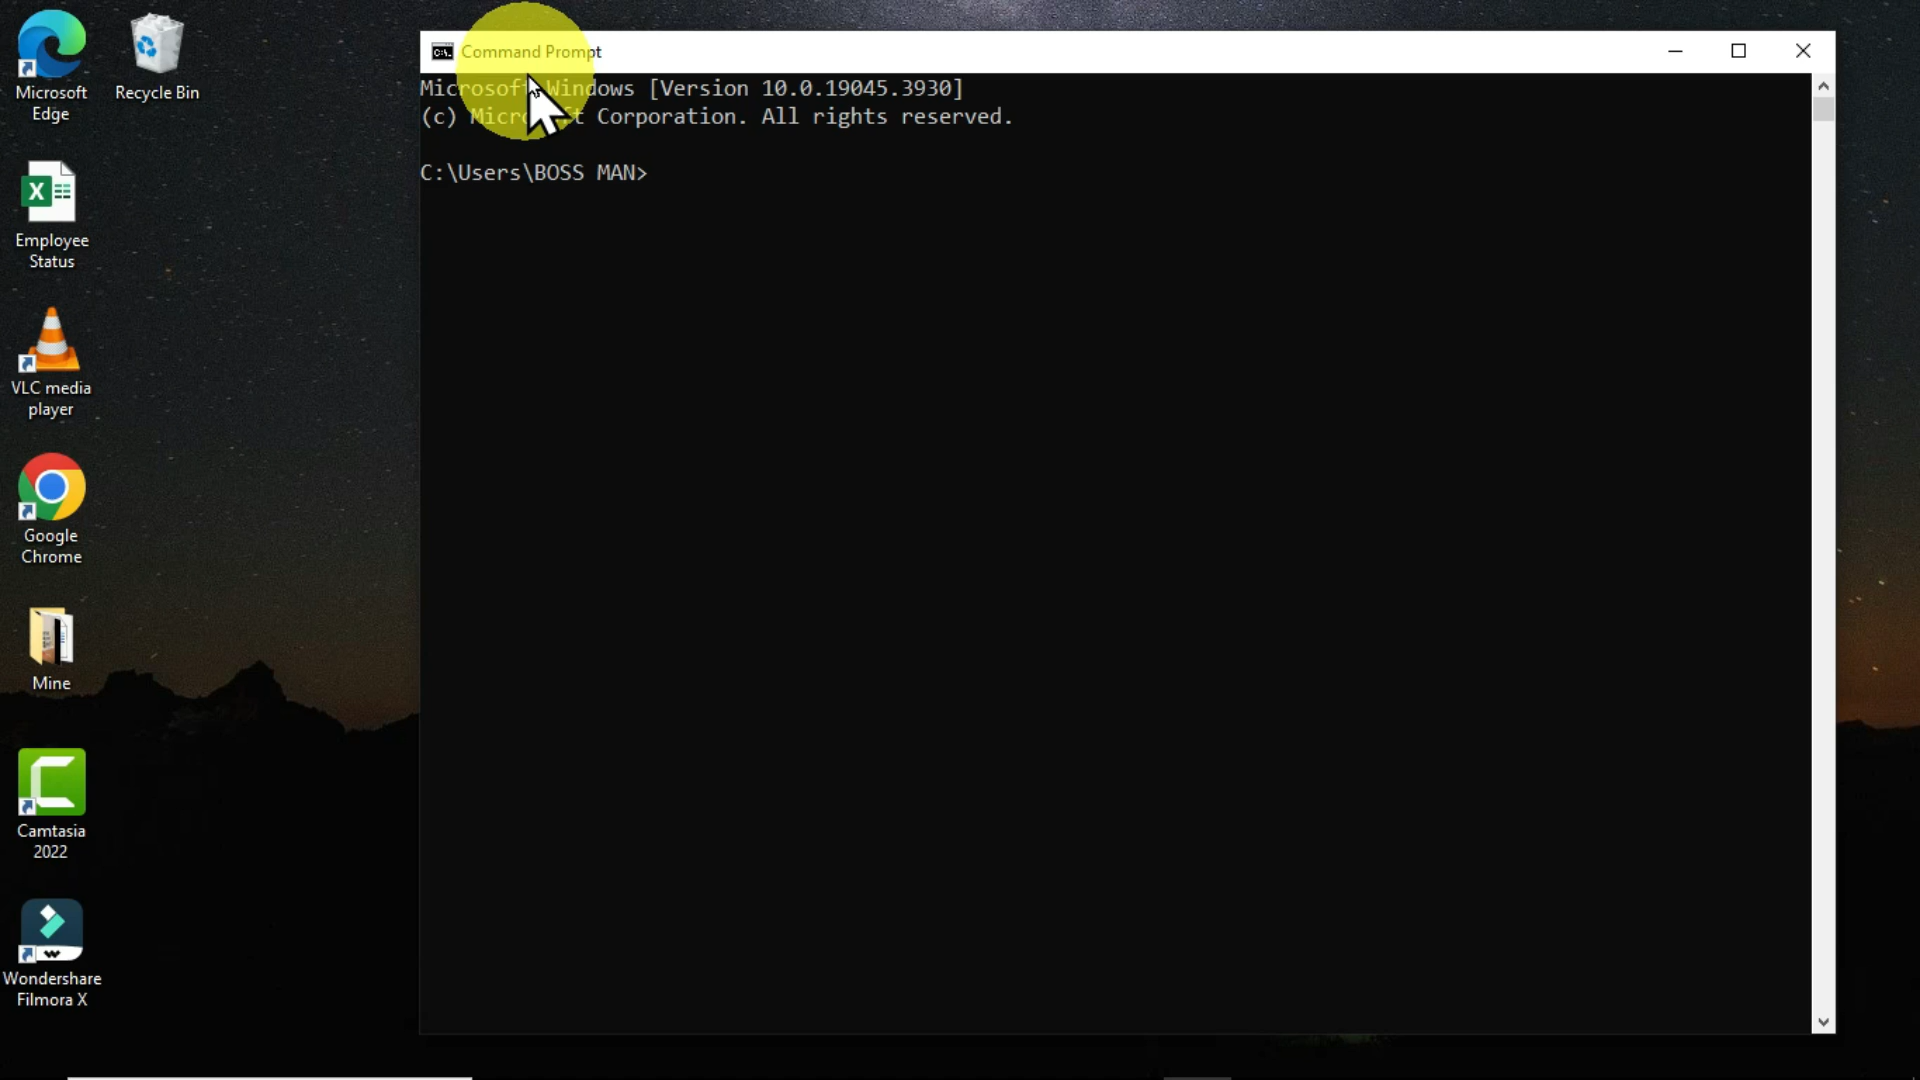 Microsoft
Edge
Recycle Bin
Employee
Status
VLC media
player
Google
Chrome
Mine
Camtasia
2022
Wondershare
Filmora X
Command Prompt
Microsoft Windows [Version 10.0.19045.3930]
(c) Microsoft Corporation. All rights reserved.
C:\Users\BOSS MAN>